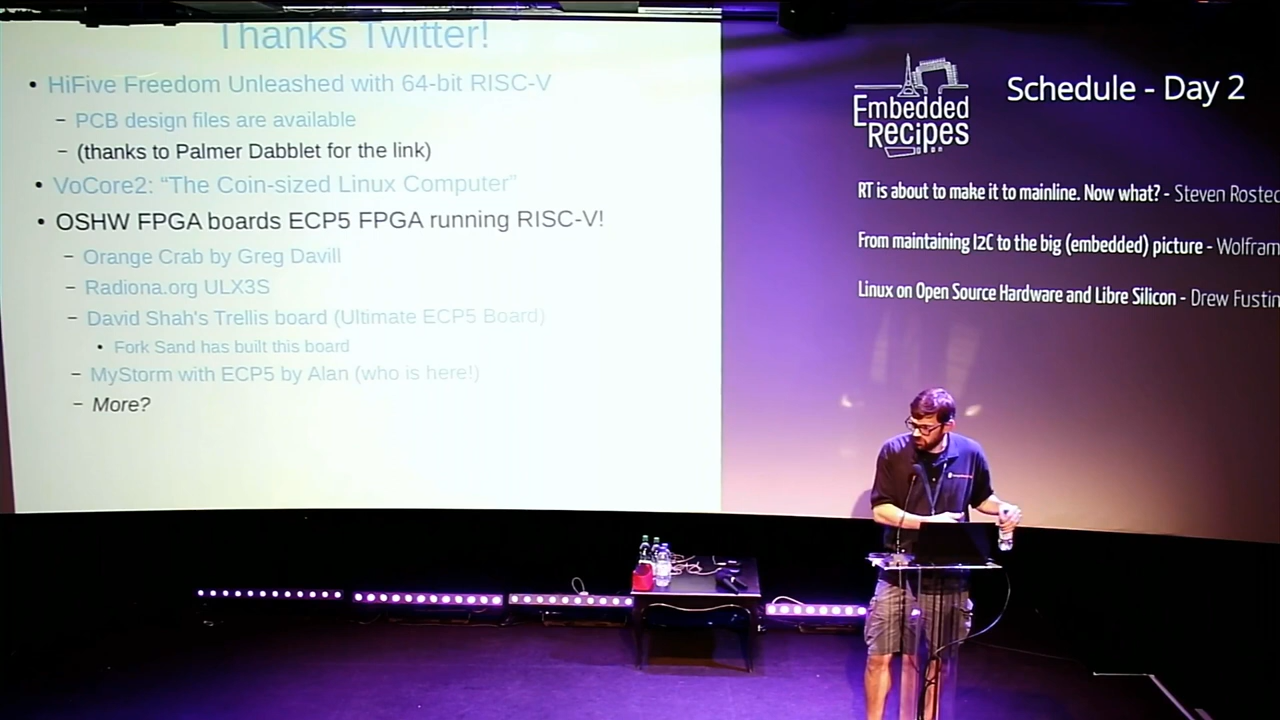 Thanks Twitter!
• HiFive Freedom Unleashed with 64-bit RISC-V
– PCB design files are available
– (thanks to Palmer Dabblet for the link)
• VoCore2: “The Coin-sized Linux Computer”
• OSHW FPGA boards ECP5 FPGA running RISC-V!
– Orange Crab by Greg Davill
– Radiona.org ULX3S
– David Shah's Trellis board (Ultimate ECP5 Board)
• Fork Sand has built this board
– MyStorm with ECP5 by Alan (who is here!)
– More?
Embedded
Recipes
Schedule - Day 2
RT is about to make it to mainline. Now what? - Steven Rosted
From maintaining I2C to the big (embedded) picture - Wolfram
Linux on Open Source Hardware and Libre Silicon - Drew Fustin